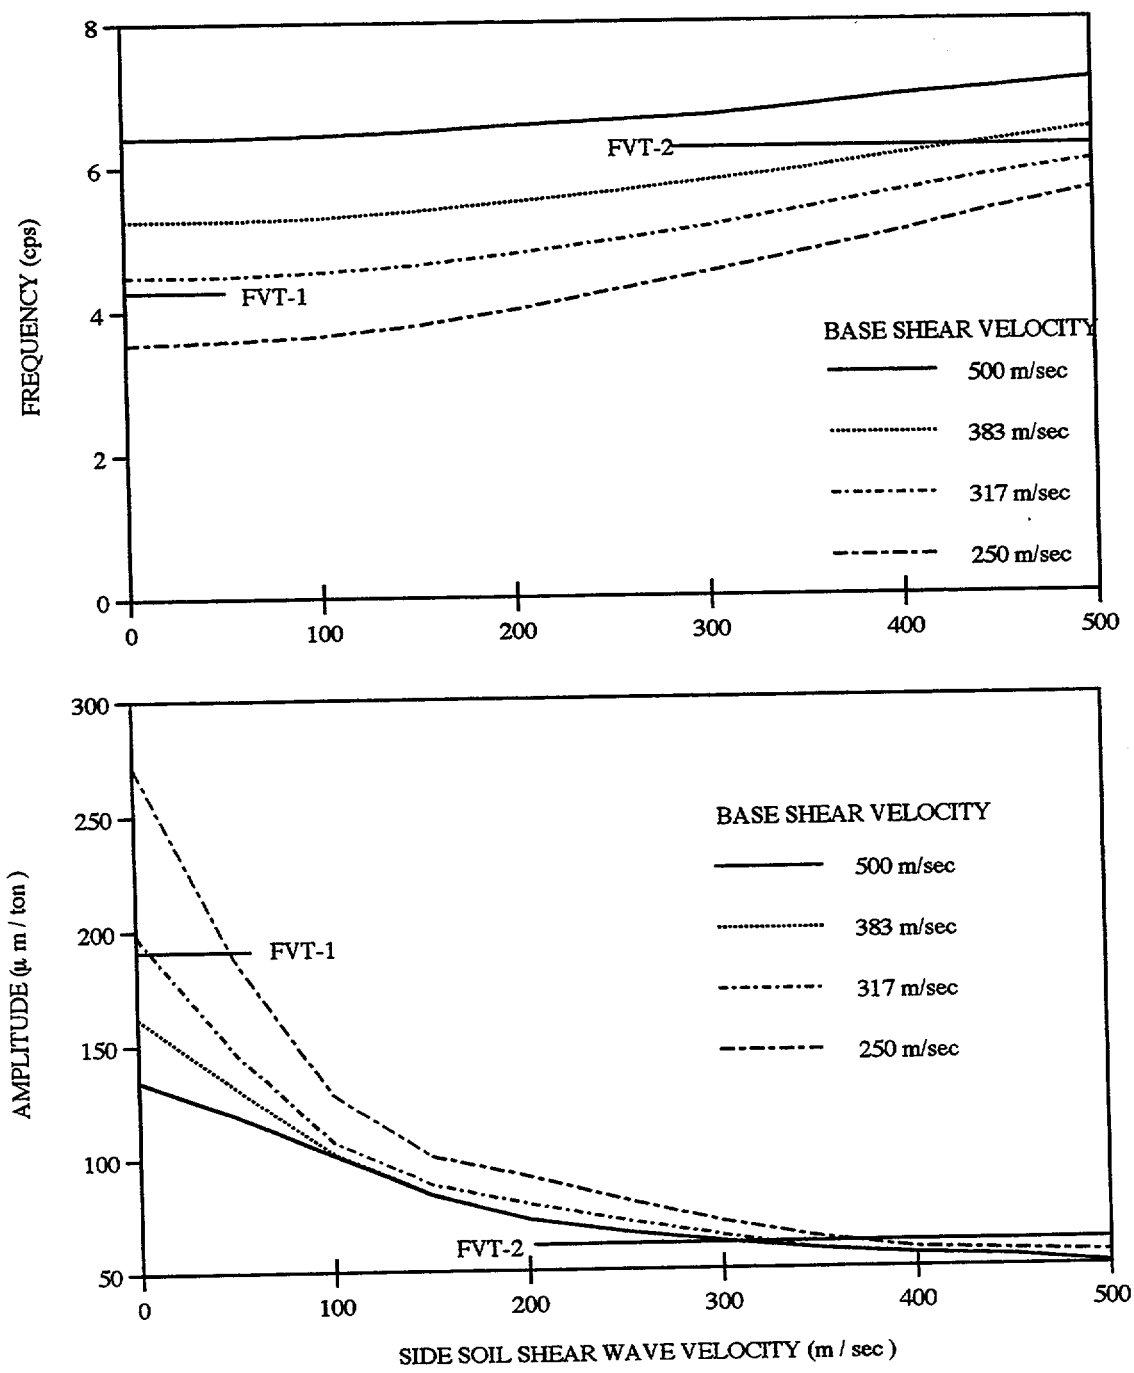 8
6
4
2
0
FREQUENCY (cps)
FVT-2
FVT-1
BASE SHEAR VELOCITY
500 m/sec
383 m/sec
317 m/sec
250 m/sec
0 100 200 300 400 500
300
250
200
150
100
50
AMPLITUDE (μ m / ton )
BASE SHEAR VELOCITY
500 m/sec
383 m/sec
317 m/sec
250 m/sec
FVT-1
FVT-2
0 100 200 300 400 500
SIDE SOIL SHEAR WAVE VELOCITY (m / sec )